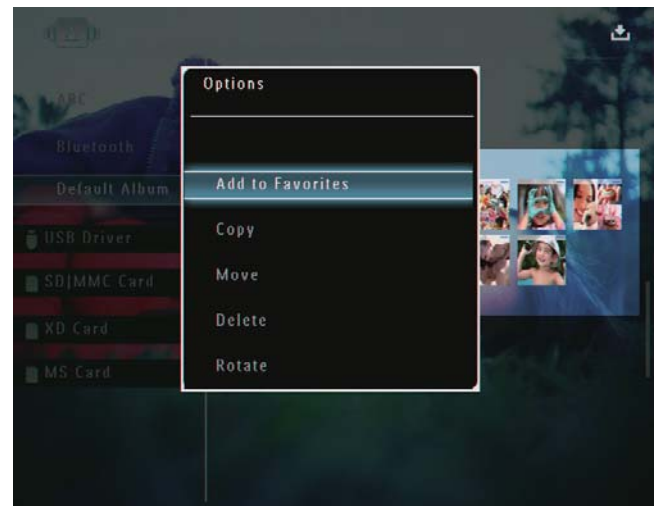 Options
ABC
Bluetooth
Default Album
USB Driver
SD|MMC Card
XD Card
MS Card
Add to Favorites
Copy
Move
Delete
Rotate